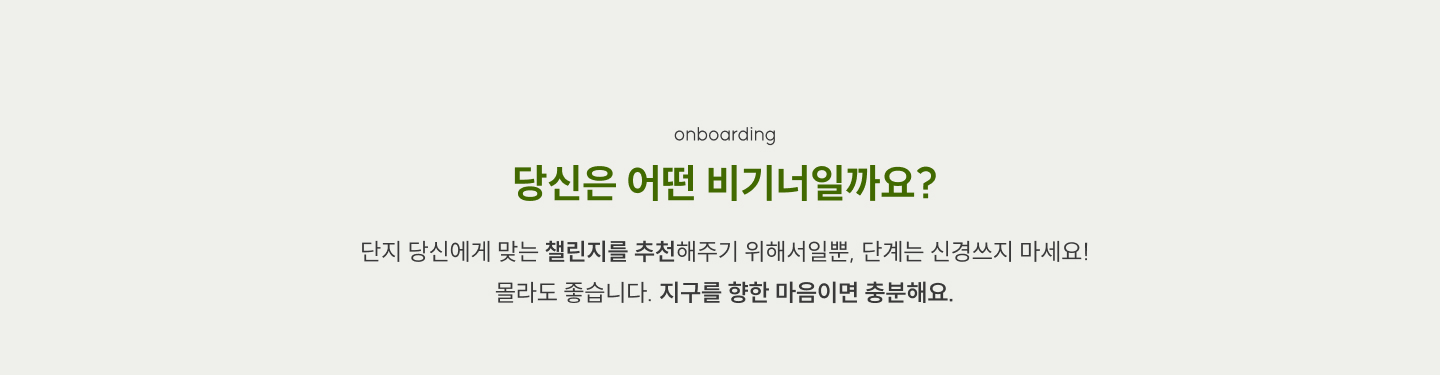 onboarding
당신은 어떤 비기너일까요?
단지 당신에게 맞는 챌린지를 추천해주기 위해서일뿐, 단계는 신경쓰지 마세요!
몰라도 좋습니다. 지구를 향한 마음이면 충분해요.